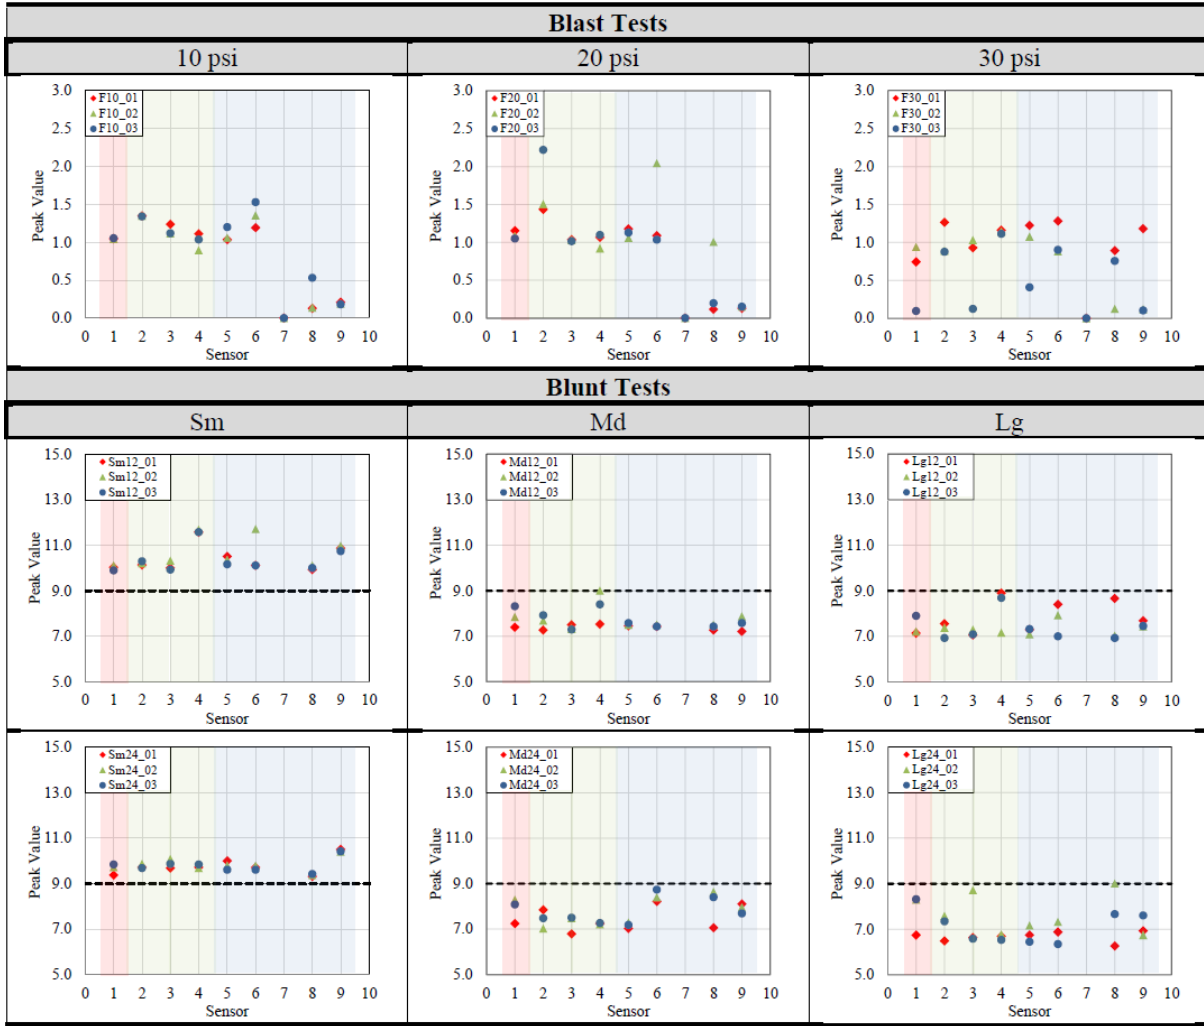 Blast Tests
10 psi 20 psi 30 psi
3.0 3.0 3.0
F10_01 F20_01 F30_01
F10_02 F20_02 F30_02
F10_03 F20_03 F30_03
2.5 2.5 2.5
2.0 2.0 2.0
1.5 1.5 1.5
1.0 1.0 1.0
0.5 0.5 0.5
0.0 0.0 0.0
Peak Value Peak Value Peak Value
0 1 2 3 4 5 6 7 8 9 10 0 1 2 3 4 5 6 7 8 9 10 0 1 2 3 4 5 6 7 8 9 10
Sensor Sensor Sensor
Blunt Tests
Sm Md Lg
15.0 15.0 15.0
Sm12_01 Md12_01 Lg12_01
Sm12_02 Md12_02 Lg12_02
Sm12_03 Md12_03 Lg12_03
13.0 13.0 13.0
11.0 11.0 11.0
9.0 9.0 9.0
7.0 7.0 7.0
5.0 5.0 5.0
Peak Value Peak Value Peak Value
0 1 2 3 4 5 6 7 8 9 10 0 1 2 3 4 5 6 7 8 9 10 0 1 2 3 4 5 6 7 8 9 10
Sensor Sensor Sensor
15.0 15.0 15.0
Sm24_01 Md24_01 Lg24_01
Sm24_02 Md24_02 Lg24_02
Sm24_03 Md24_03 Lg24_03
13.0 13.0 13.0
11.0 11.0 11.0
9.0 9.0 9.0
7.0 7.0 7.0
5.0 5.0 5.0
Peak Value Peak Value Peak Value
0 1 2 3 4 5 6 7 8 9 10 0 1 2 3 4 5 6 7 8 9 10 0 1 2 3 4 5 6 7 8 9 10
Sensor Sensor Sensor